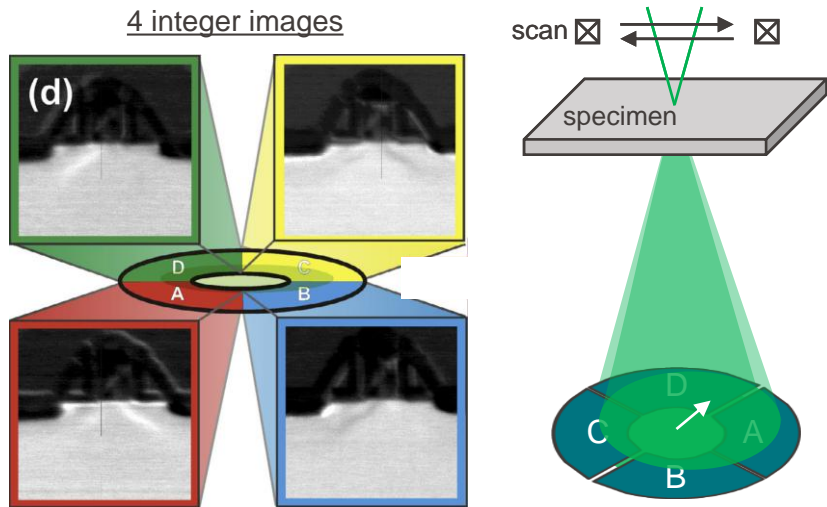 4 integer images
(d)
D C
A B
scan
specimen
D
C A
B